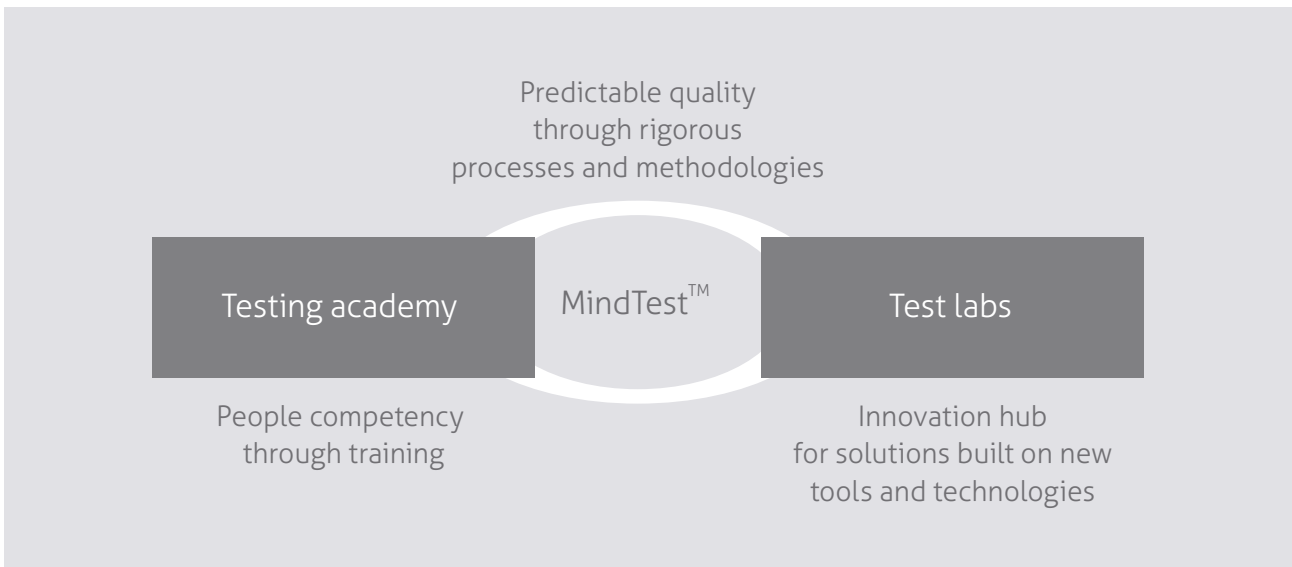 Predictable quality
through rigorous
processes and methodologies
Testing academy
MindTest™
Test labs
People competency
through training
Innovation hub
for solutions built on new
tools and technologies